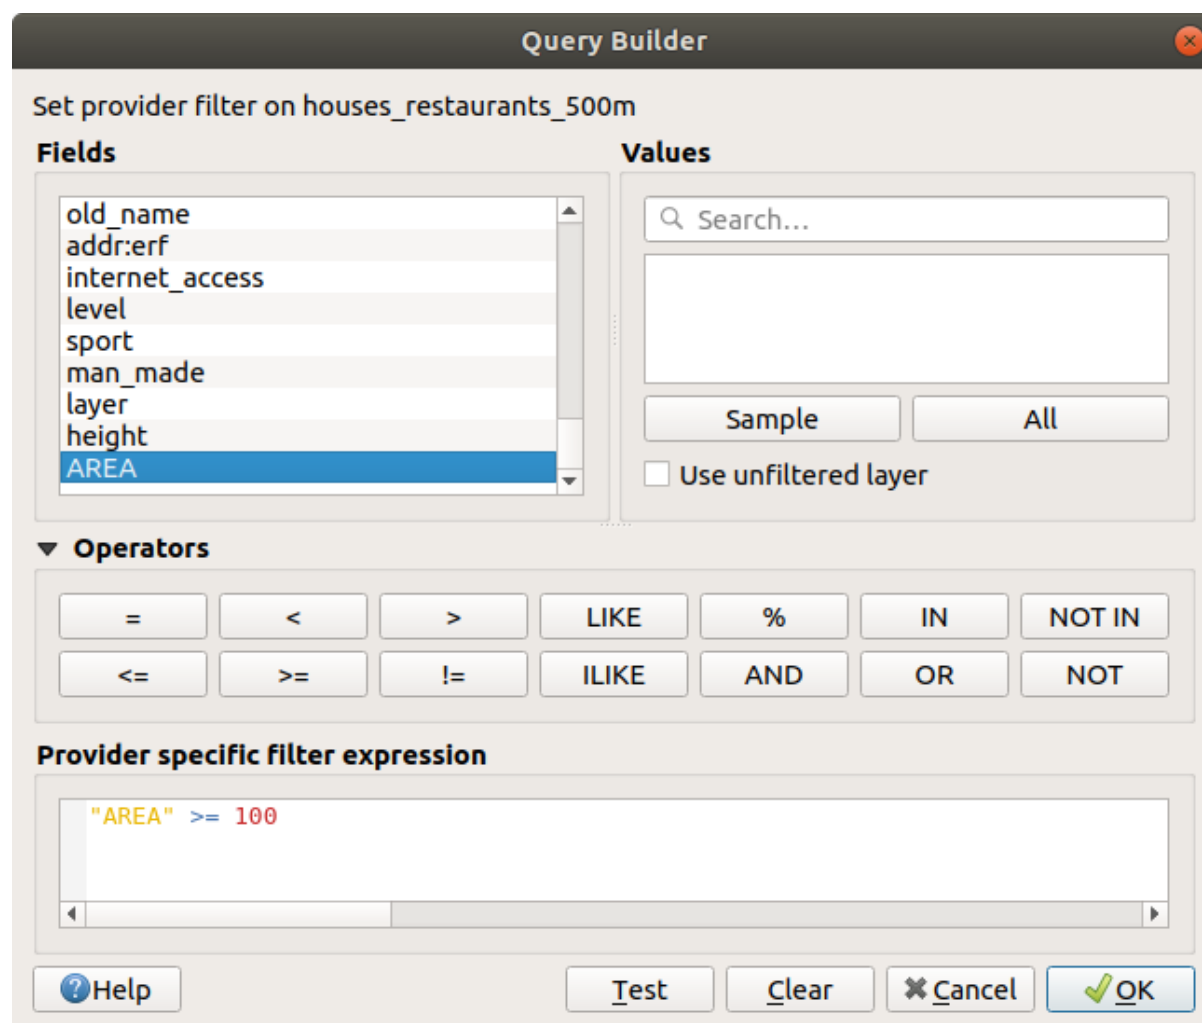 Query Builder
Set provider filter on houses_restaurants_500m
Fields
Values
old_name
addr:erf
internet_access
level
sport
man_made
layer
height
AREA
Search...
Sample
All
Use unfiltered layer
Operators
=
<
>
LIKE
%
IN
NOT IN
<=
>=
!=
ILIKE
AND
OR
NOT
Provider specific filter expression
"AREA" >= 100
Help
Test
Clear
Cancel
OK